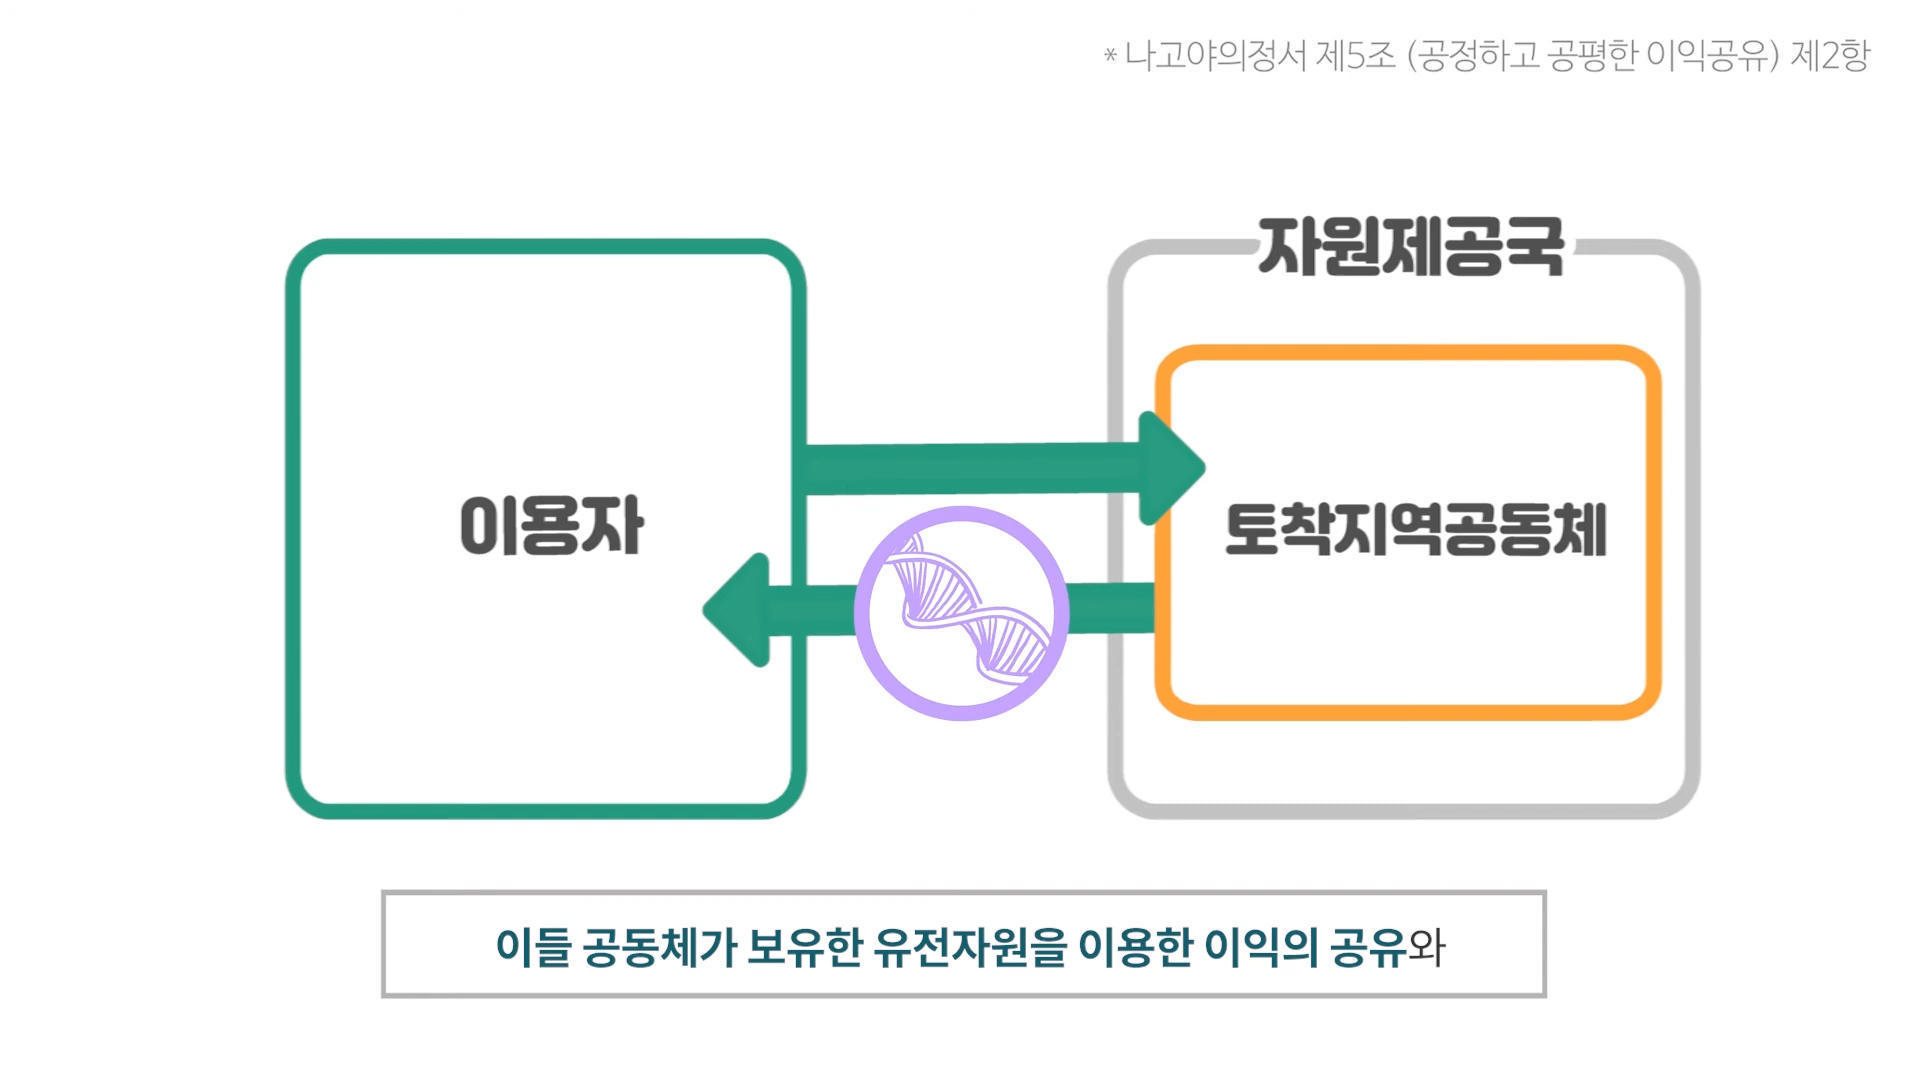 * 나고야의정서 제5조 (공정하고 공평한 이익공유) 제2항
자원제공국
이용자
토착지역공동체
이들 공동체가 보유한 유전자원을 이용한 이익의 공유와